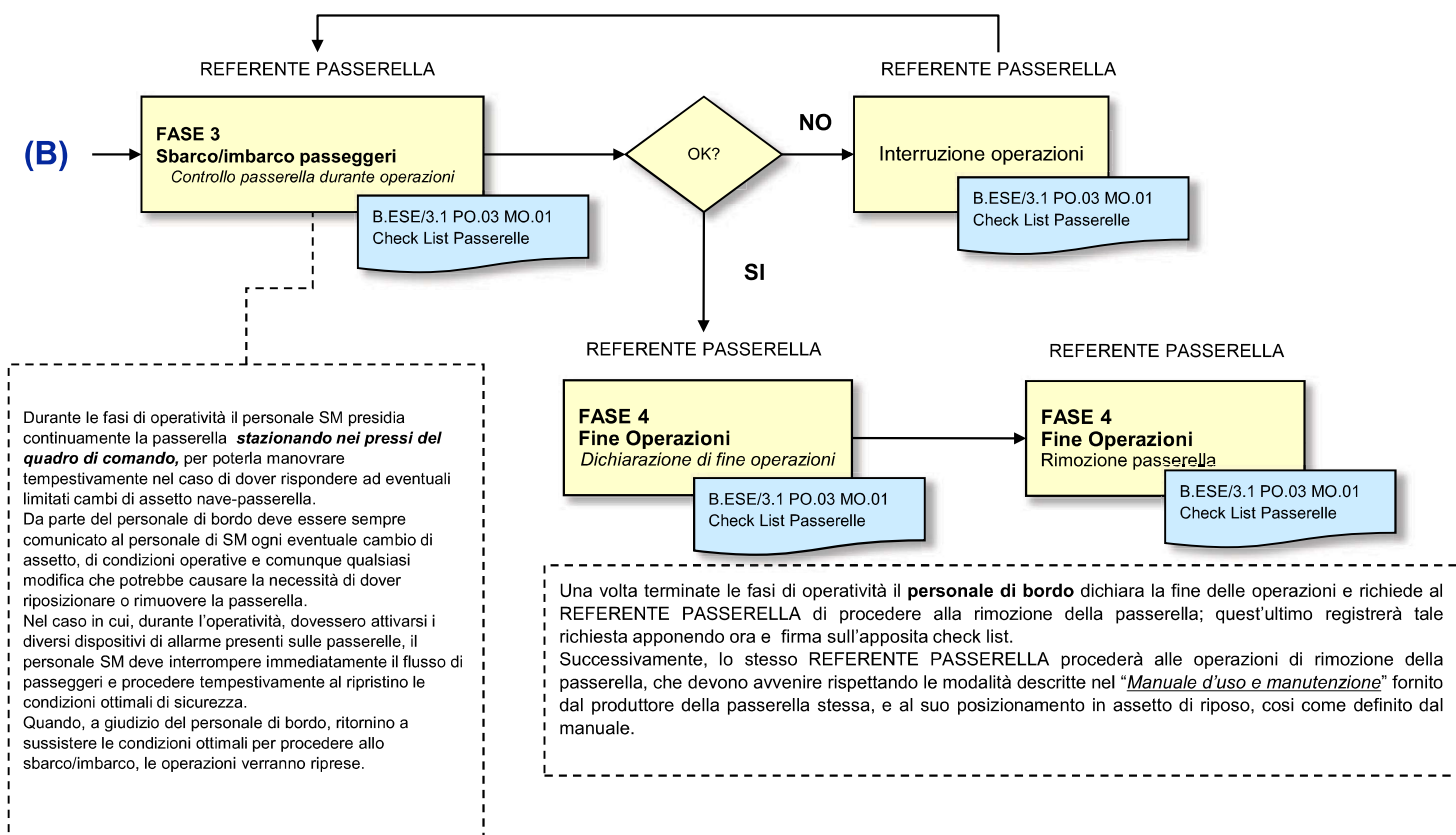 REFERENTE PASSERELLA
REFERENTE PASSERELLA
(B)
FASE 3
Sbarco/imbarco passeggeri
Controllo passerella durante operazioni
B.ESE/3.1 PO.03 MO.01
Check List Passerelle
OK?
NO
Interruzione operazioni
B.ESE/3.1 PO.03 MO.01
Check List Passerelle
SI
REFERENTE PASSERELLA
REFERENTE PASSERELLA
FASE 4
Fine Operazioni
Dichiarazione di fine operazioni
B.ESE/3.1 PO.03 MO.01
Check List Passerelle
FASE 4
Fine Operazioni
Rimozione passerella
B.ESE/3.1 PO.03 MO.01
Check List Passerelle
Durante le fasi di operatività il personale SM presidia
continuamente la passerella stazionando nei pressi del
quadro di comando, per poterla manovrare
tempestivamente nel caso di dover rispondere ad eventuali
limitati cambi di assetto nave-passerella.
Da parte del personale di bordo deve essere sempre
comunicato al personale di SM ogni eventuale cambio di
assetto, di condizioni operative e comunque qualsiasi
modifica che potrebbe causare la necessità di dover
riposizionare o rimuovere la passerella.
Nel caso in cui, durante l'operatività, dovessero attivarsi i
diversi dispositivi di allarme presenti sulle passerelle, il
personale SM deve interrompere immediatamente il flusso di
passeggeri e procedere tempestivamente al ripristino le
condizioni ottimali di sicurezza.
Quando, a giudizio del personale di bordo, ritornino a
sussistere le condizioni ottimali per procedere allo
sbarco/imbarco, le operazioni verranno riprese.
Una volta terminate le fasi di operatività il personale di bordo dichiara la fine delle operazioni e richiede al
REFERENTE PASSERELLA di procedere alla rimozione della passerella; quest'ultimo registrerà tale
richiesta apponendo ora e firma sull'apposita check list.
Successivamente, lo stesso REFERENTE PASSERELLA procederà alle operazioni di rimozione della
passerella, che devono avvenire rispettando le modalità descritte nel "Manuale d'uso e manutenzione" fornito
dal produttore della passerella stessa, e al suo posizionamento in assetto di riposo, cosi come definito dal
manuale.